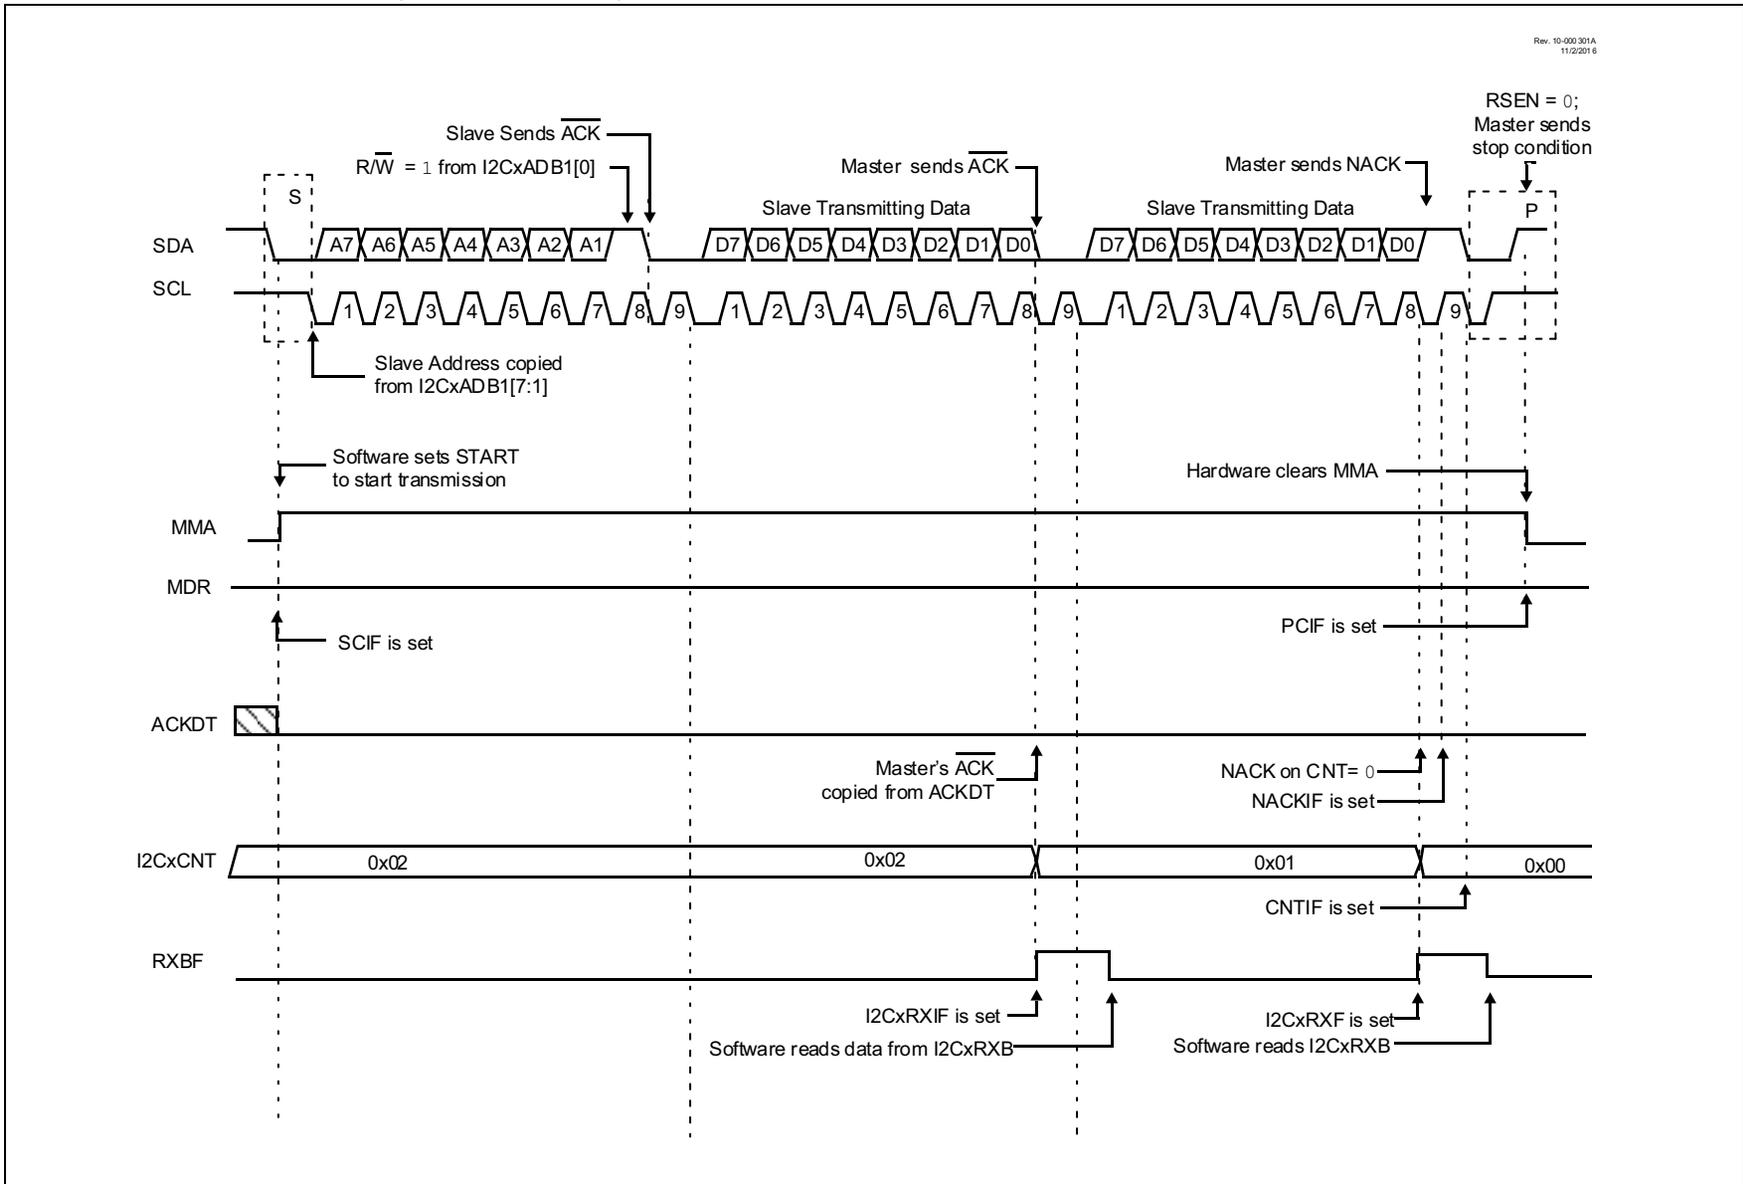 Rev. 10-000301A
11/2/2016
RSEN = 0;
Master sends
stop condition
Slave Sends ACK
R/W = 1 from I2CxADB1[0]
Master sends ACK
Master sends NACK
S
Slave Transmitting Data
Slave Transmitting Data
P
SDA
A7 A6 A5 A4 A3 A2 A1
D7 D6 D5 D4 D3 D2 D1 D0
D7 D6 D5 D4 D3 D2 D1 D0
SCL
1 2 3 4 5 6 7 8 9
1 2 3 4 5 6 7 8 9
1 2 3 4 5 6 7 8 9
Slave Address copied
from I2CxADB1[7:1]
Software sets START
to start transmission
Hardware clears MMA
MMA
MDR
SCIF is set
PCIF is set
ACKDT
Master's ACK
copied from ACKDT
NACK on CNT= 0
NACKIF is set
I2CxCNT
0x02
0x02
0x01
0x00
CNTIF is set
RXBF
I2CxRXIF is set
Software reads data from I2CxRXB
I2CxRXF is set
Software reads I2CxRXB